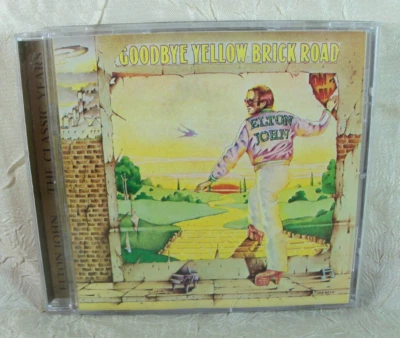 GOODBYE YELLOW BRICK ROAD
ELTON
JOHN
ELTON JOHN THE CLASSIC YEARS